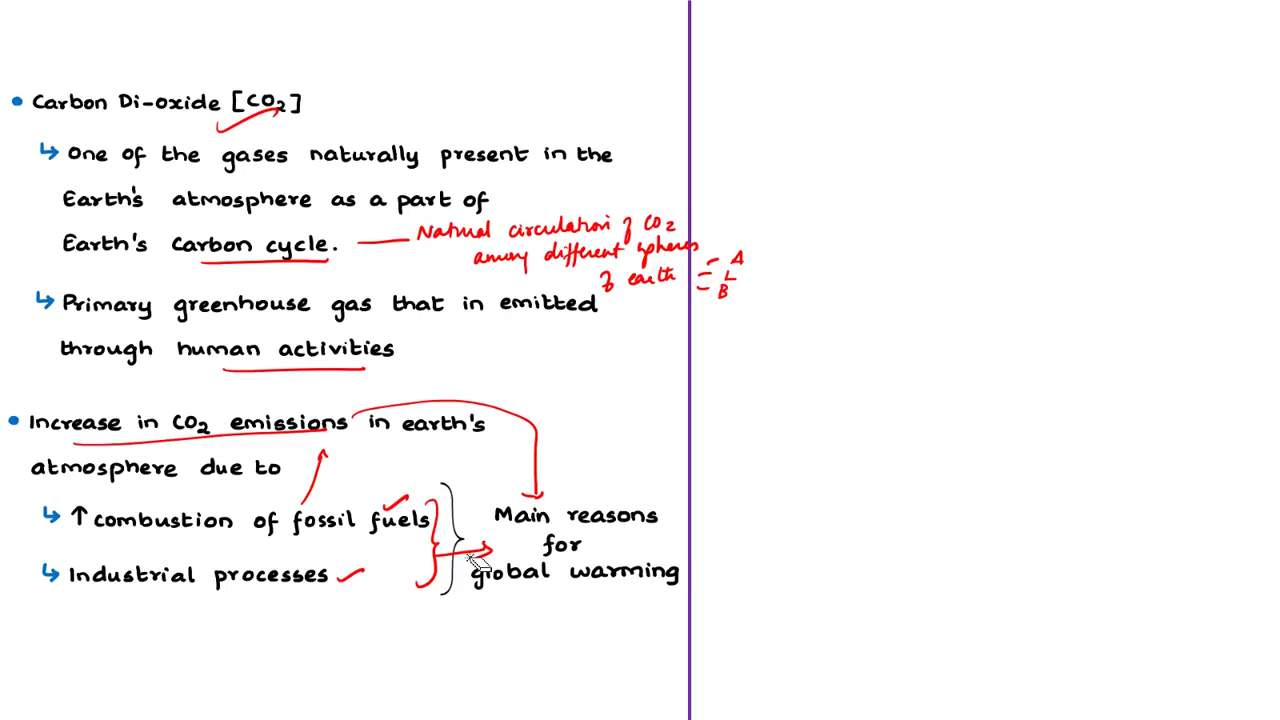 • Carbon Di-oxide [CO₂]
↳ One of the gases naturally present in the
Earth's atmosphere as a part of
Earth's Carbon cycle. — Natural circulation of CO₂
among different spheres
of earth
- A
= L
- B
↳ Primary greenhouse gas that in emitted
through human activities
• Increase in CO₂ emissions in earth's
atmosphere due to
↳ ↑ combustion of fossil fuels
↳ Industrial processes
Main reasons
for
global warming